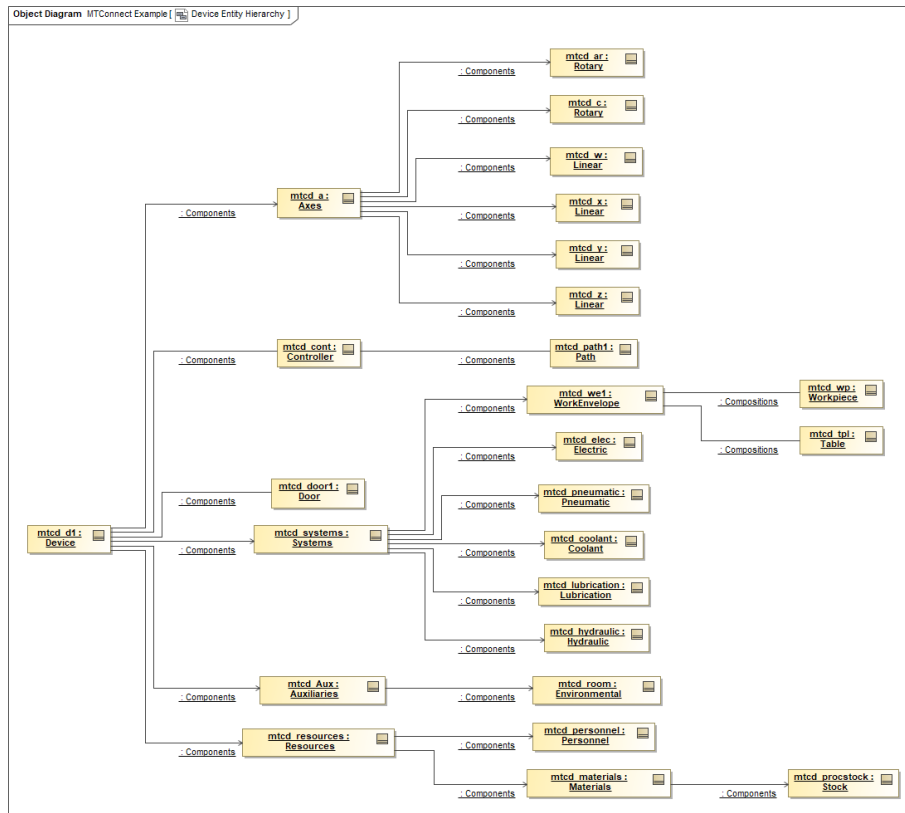 Object Diagram MTConnect Example [ Device Entity Hierarchy ]
mtcd_ar :
Rotary
: Components
mtcd_c :
Rotary
: Components
mtcd_w :
Linear
: Components
mtcd_a :
Axes
: Components
mtcd_x :
Linear
: Components
mtcd_y :
Linear
: Components
mtcd_z :
Linear
: Components
mtcd_cont :
Controller
: Components
mtcd_path1 :
Path
: Components
mtcd_we1 :
WorkEnvelope
: Components
mtcd_wp :
Workpiece
: Compositions
mtcd_tpl :
Table
: Compositions
mtcd_elec :
Electric
: Components
mtcd_door1 :
Door
: Components
mtcd_pneumatic :
Pneumatic
: Components
mtcd_d1 :
Device
mtcd_systems :
Systems
: Components
mtcd_coolant :
Coolant
: Components
mtcd_lubrication :
Lubrication
: Components
mtcd_hydraulic :
Hydraulic
: Components
mtcd_Aux :
Auxiliaries
: Components
mtcd_room :
Environmental
: Components
mtcd_resources :
Resources
: Components
mtcd_personnel :
Personnel
: Components
mtcd_materials :
Materials
: Components
mtcd_procstock :
Stock
: Components